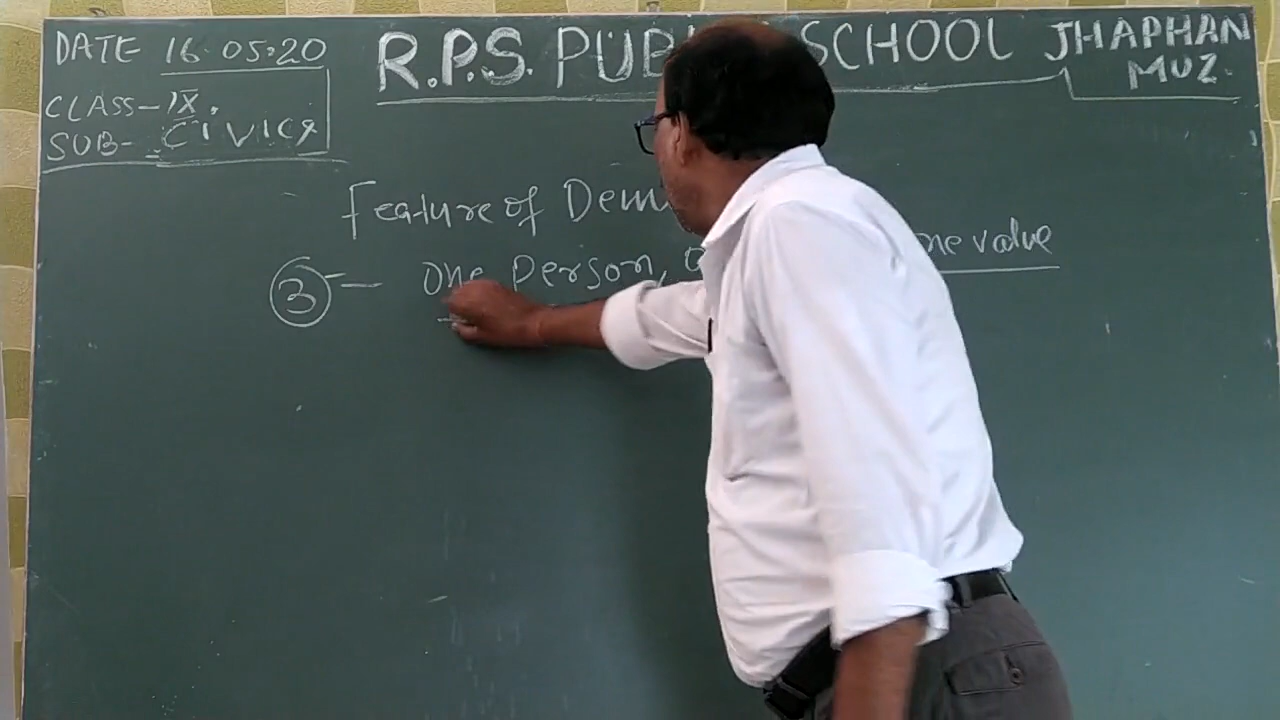 DATE 16.05.20
R.P.S. PUB SCHOOL JHAPHAN
MUZ.
CLASS-IX.
SUB- CIVICS
Feature of Dem
③- one person, o ne value